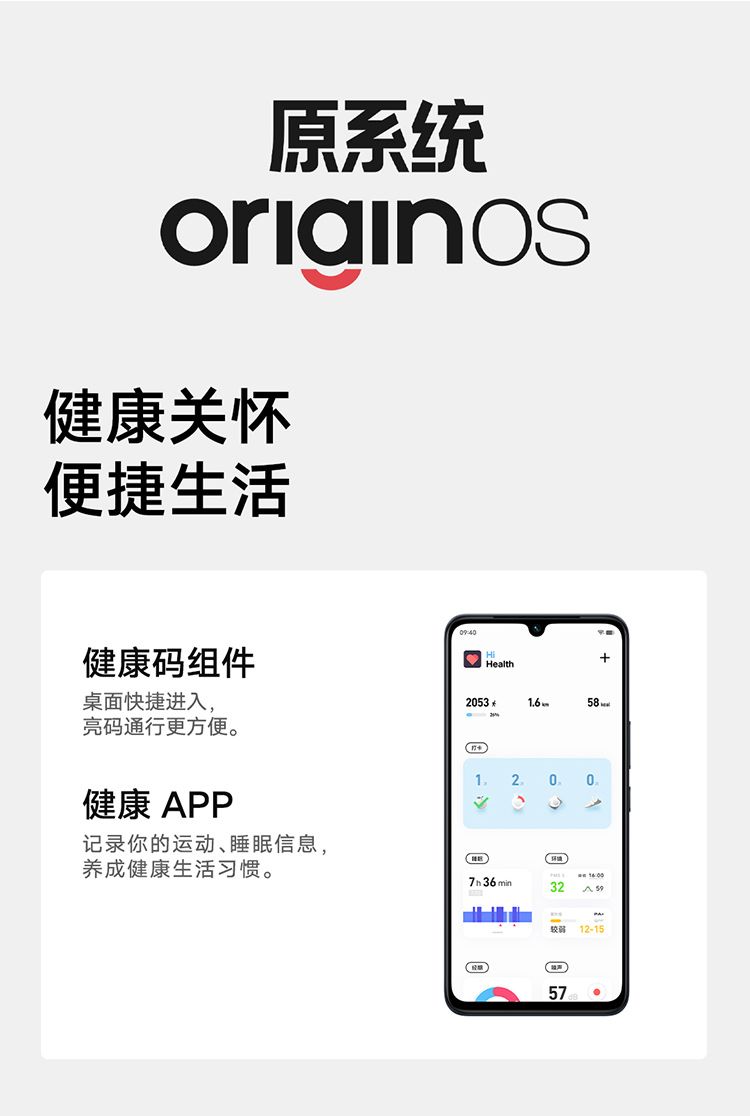 原系统
originOS
健康关怀
便捷生活
健康码组件
桌面快捷进入，
亮码通行更方便。
健康 APP
记录你的运动、睡眠信息，
养成健康生活习惯。
09:40
Hi
Health
+
2053
1.6 km
58 kcal
26%
打卡
1
2
0
0
睡眠
环境
7 h 36 min
PM2.5
32
16:00
59
较弱
PA+
12-15
经期
噪声
57 dB